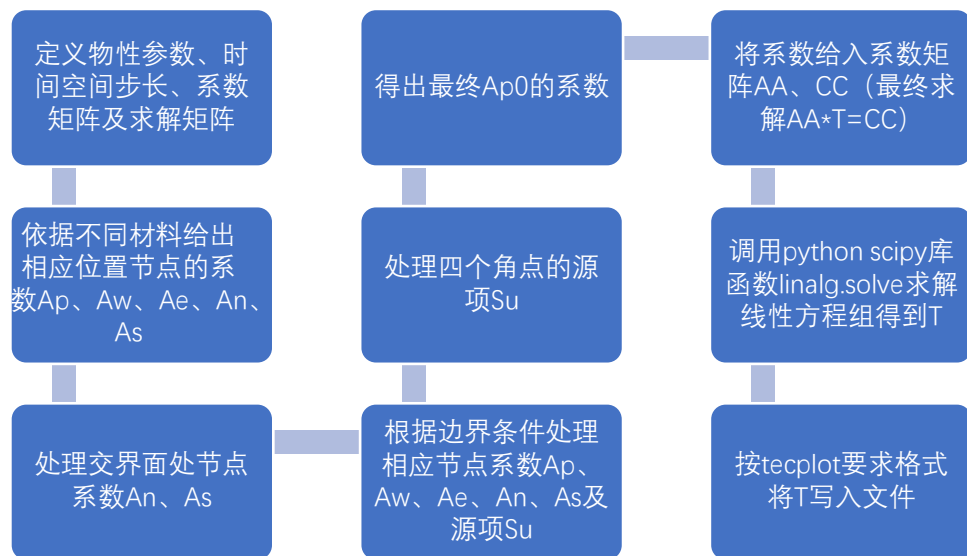 定义物性参数、时
间空间步长、系数
矩阵及求解矩阵
依据不同材料给出
相应位置节点的系
数Ap、Aw、Ae、An、
As
处理交界面处节点
系数An、As
根据边界条件处理
相应节点系数Ap、
Aw、Ae、An、As及
源项Su
处理四个角点的源
项Su
得出最终Ap0的系数
将系数给入系数矩
阵AA、CC（最终求
解AA*T=CC）
调用python scipy库
函数linalg.solve求解
线性方程组得到T
按tecplot要求格式
将T写入文件